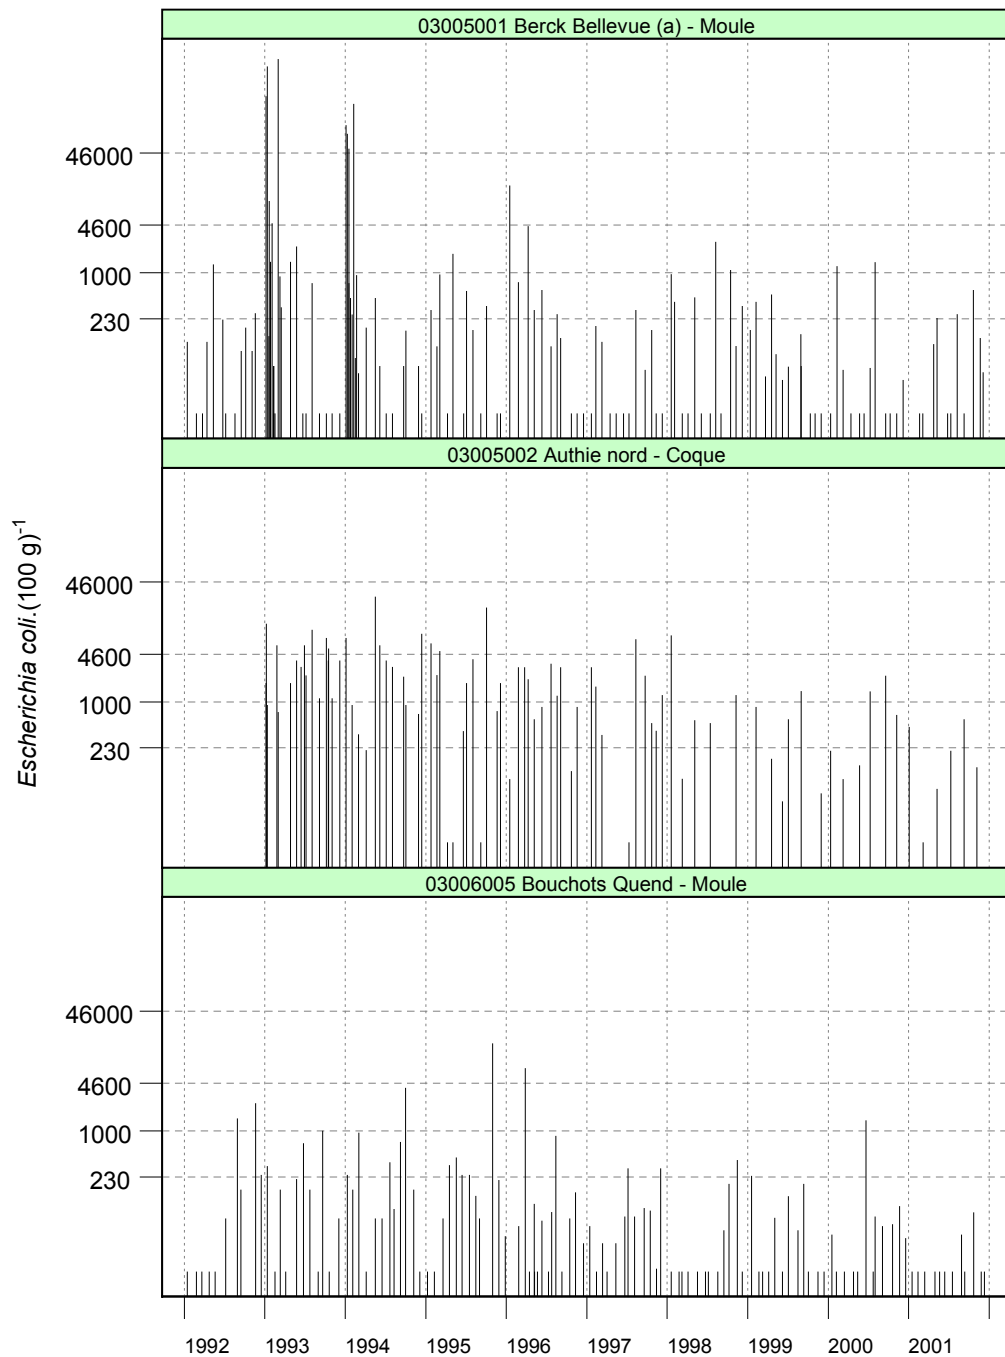 03005001 Berck Bellevue (a) - Moule
46000
4600
1000
230
03005002 Authie nord - Coque
46000
4600
1000
230
Escherichia coli.(100 g)-1
03006005 Bouchots Quend - Moule
46000
4600
1000
230
1992 1993 1994 1995 1996 1997 1998 1999 2000 2001